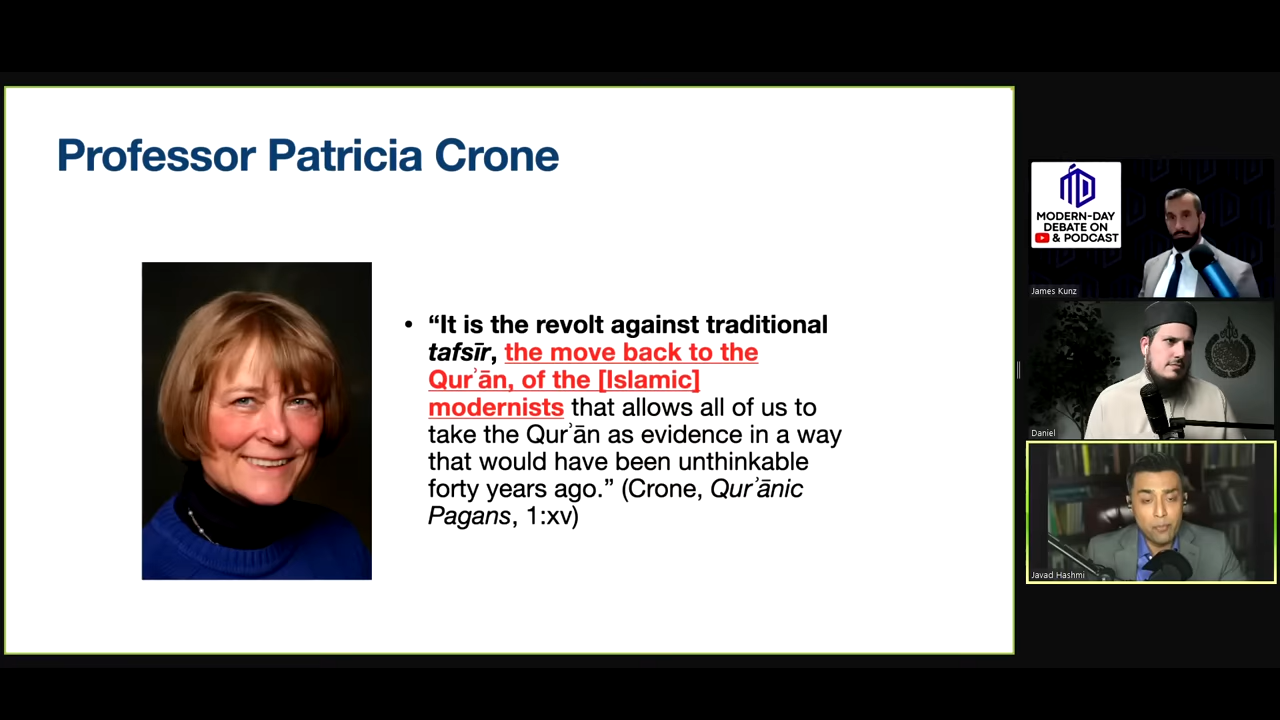 Professor Patricia Crone
• “It is the revolt against traditional
tafsīr, the move back to the
Qurʾān, of the [Islamic]
modernists that allows all of us to
take the Qurʾān as evidence in a way
that would have been unthinkable
forty years ago.” (Crone, Qurʾānic
Pagans, 1:xv)
MODERN-DAY
DEBATE ON
& PODCAST
James Kunz
Daniel
Javad Hashmi